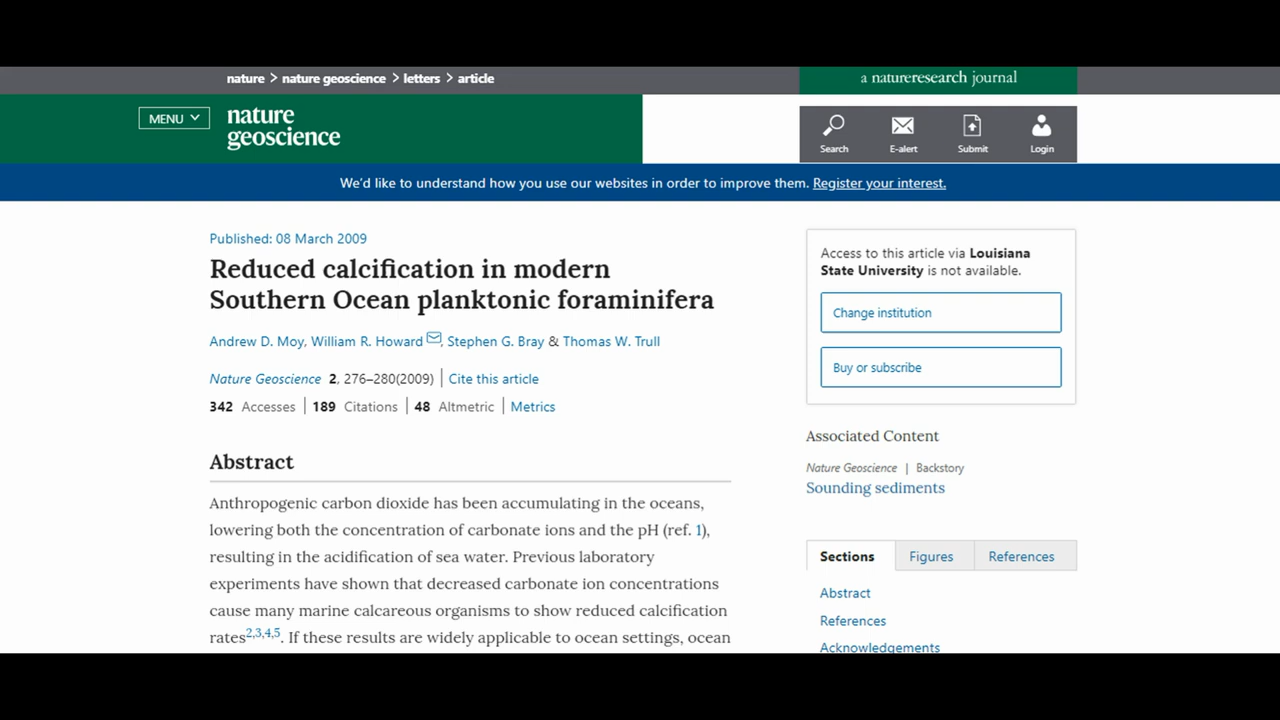 nature > nature geoscience > letters > article
a natureresearch journal
MENU
nature
geoscience
Search
E-alert
Submit
Login
We'd like to understand how you use our websites in order to improve them. Register your interest.
Published: 08 March 2009
Reduced calcification in modern
Southern Ocean planktonic foraminifera
Andrew D. Moy, William R. Howard, Stephen G. Bray & Thomas W. Trull
Nature Geoscience 2, 276–280(2009) | Cite this article
342 Accesses | 189 Citations | 48 Altmetric | Metrics
Abstract
Anthropogenic carbon dioxide has been accumulating in the oceans,
lowering both the concentration of carbonate ions and the pH (ref. 1),
resulting in the acidification of sea water. Previous laboratory
experiments have shown that decreased carbonate ion concentrations
cause many marine calcareous organisms to show reduced calcification
rates2,3,4,5. If these results are widely applicable to ocean settings, ocean
Access to this article via Louisiana
State University is not available.
Change institution
Buy or subscribe
Associated Content
Nature Geoscience | Backstory
Sounding sediments
Sections
Figures
References
Abstract
References
Acknowledgements